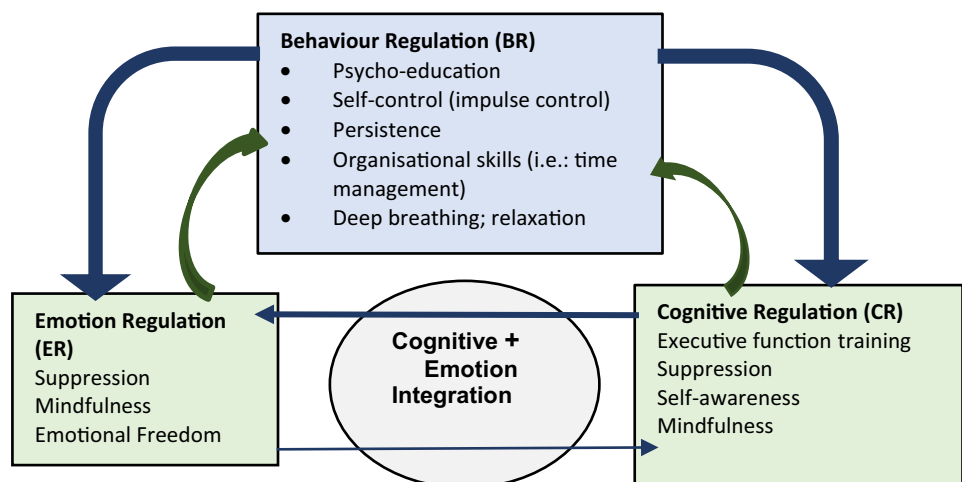 Behaviour Regulation (BR)
• Psycho-education
• Self-control (impulse control)
• Persistence
• Organisational skills (i.e.: time
management)
• Deep breathing; relaxation
Emotion Regulation
(ER)
Suppression
Mindfulness
Emotional Freedom
Cognitive +
Emotion
Integration
Cognitive Regulation (CR)
Executive function training
Suppression
Self-awareness
Mindfulness